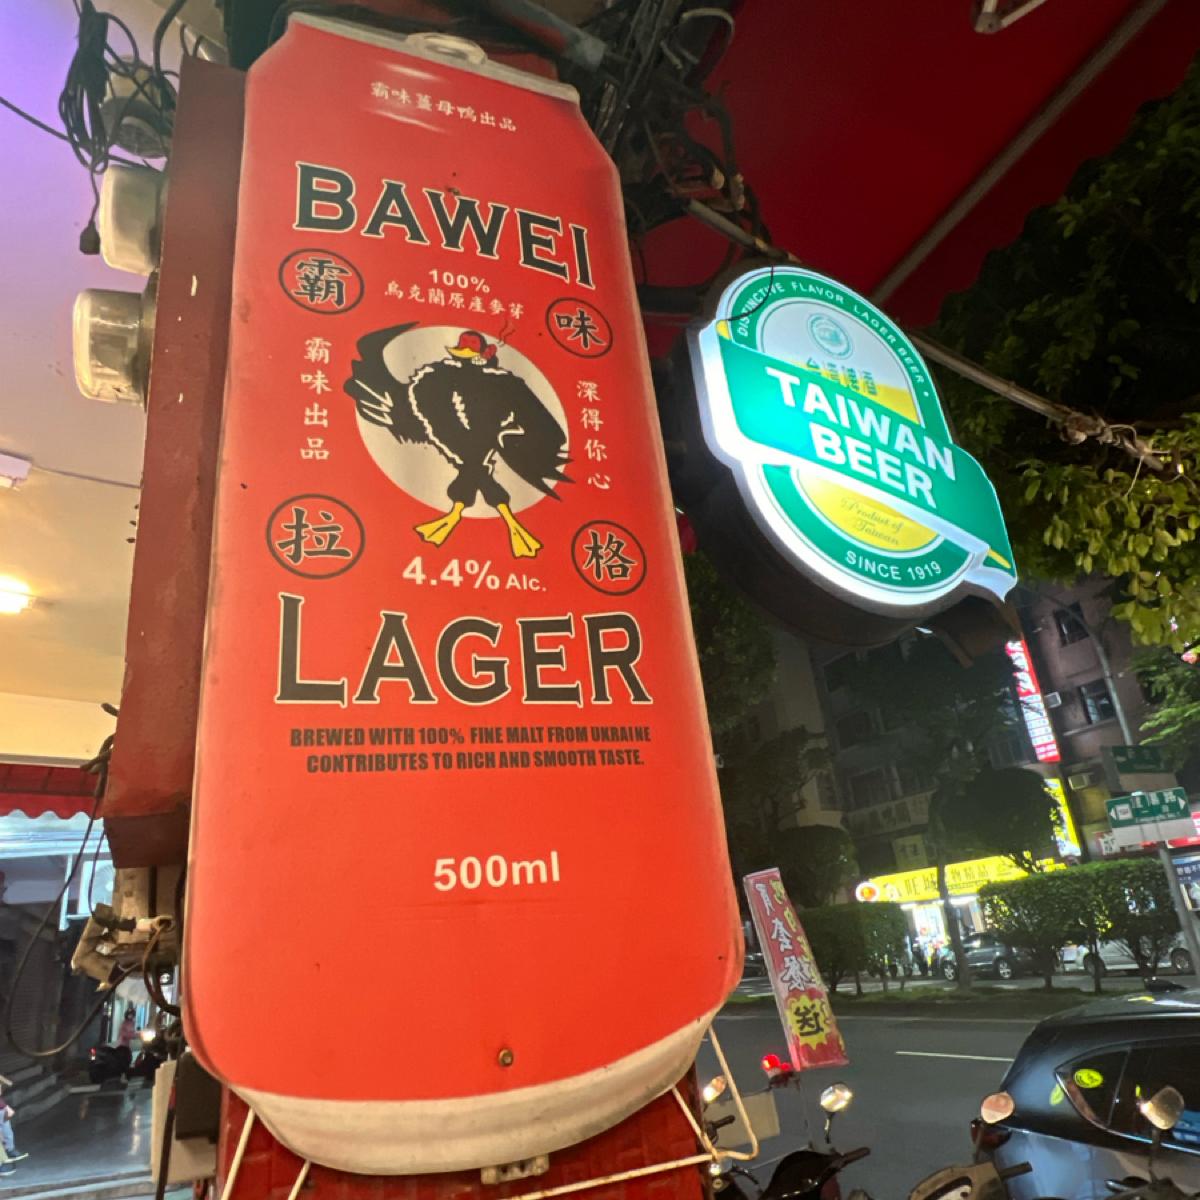 霸味薑母鴨出品
BAWEI
霸
味
100%
烏克蘭原產麥芽
霸味出品
深得你心
拉
格
4.4% Alc.
LAGER
BREWED WITH 100% FINE MALT FROM UKRAINE
CONTRIBUTES TO RICH AND SMOOTH TASTE.
500ml
DISTINCTIVE FLAVOR LAGER BEER
台灣啤酒
TAIWAN
BEER
Product of
Taiwan
SINCE 1919